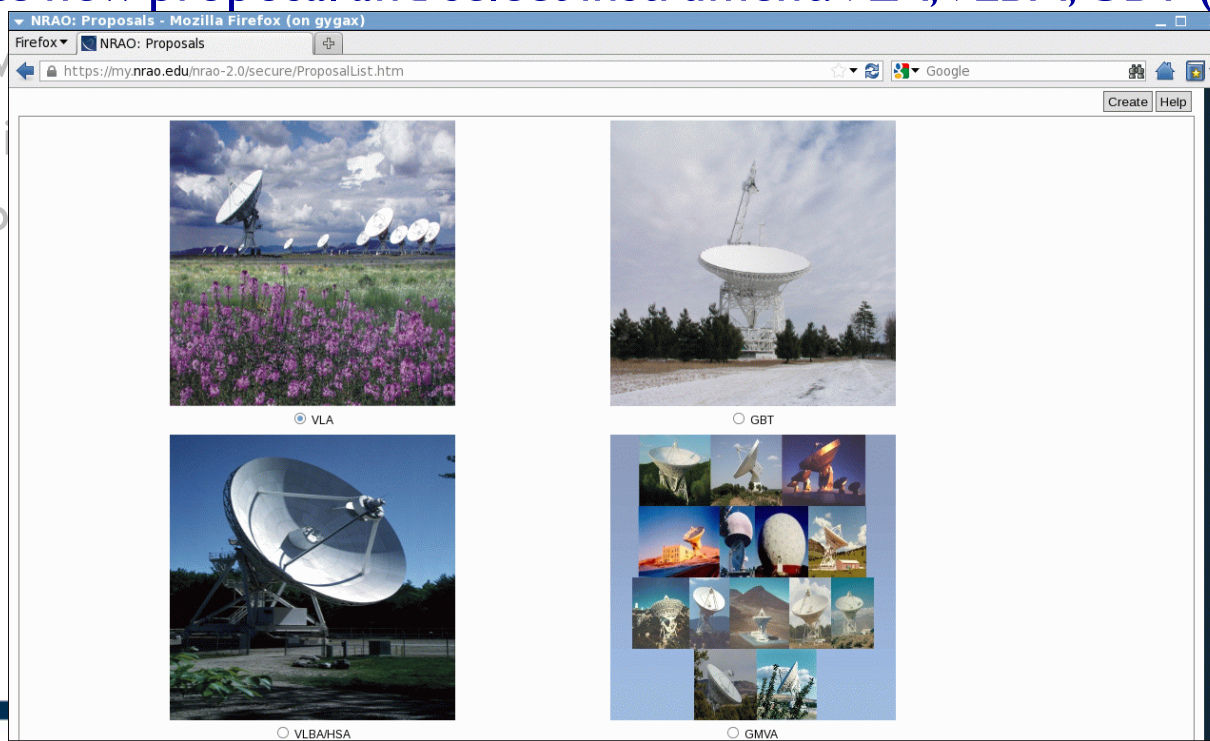 NRAO: Proposals - Mozilla Firefox (on gygax)
Firefox
NRAO: Proposals
https://my.nrao.edu/nrao-2.0/secure/ProposalList.htm
Google
Create Help
VLA
GBT
VLBA/HSA
GMVA